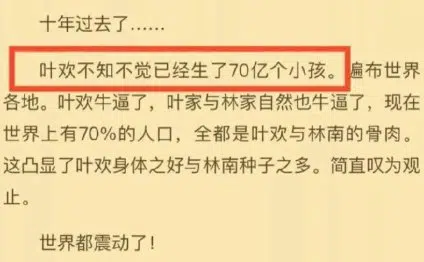 十年过去了……
叶欢不知不觉已经生了70亿个小孩。遍布世界
各地。叶欢牛逼了，叶家与林家自然也牛逼了，现在
世界上有70%的人口，全都是叶欢与林南的骨肉。
这凸显了叶欢身体之好与林南种子之多。简直叹为观
止。
世界都震动了！